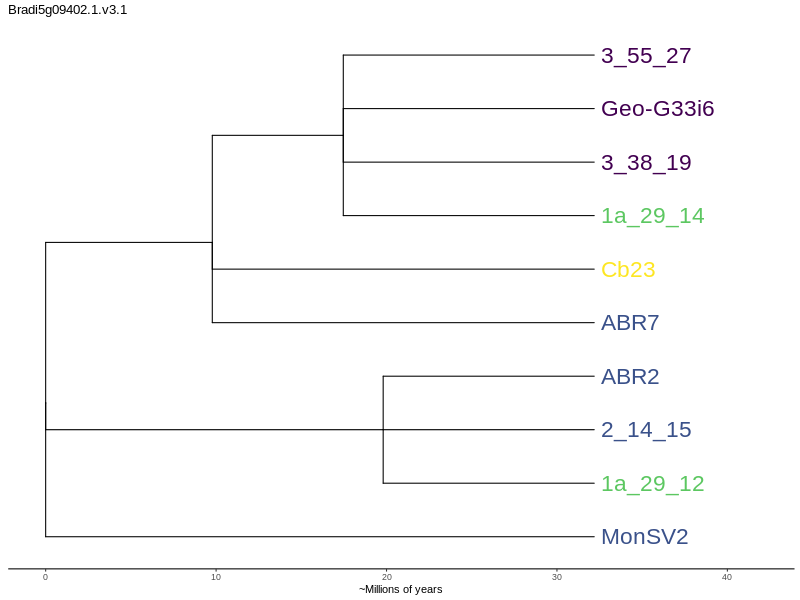 Bradi5g09402.1.v3.1
3_55_27
Geo-G33i6
3_38_19
1a_29_14
Cb23
ABR7
ABR2
2_14_15
1a_29_12
MonSV2
0 10 20 30 40
~Millions of years